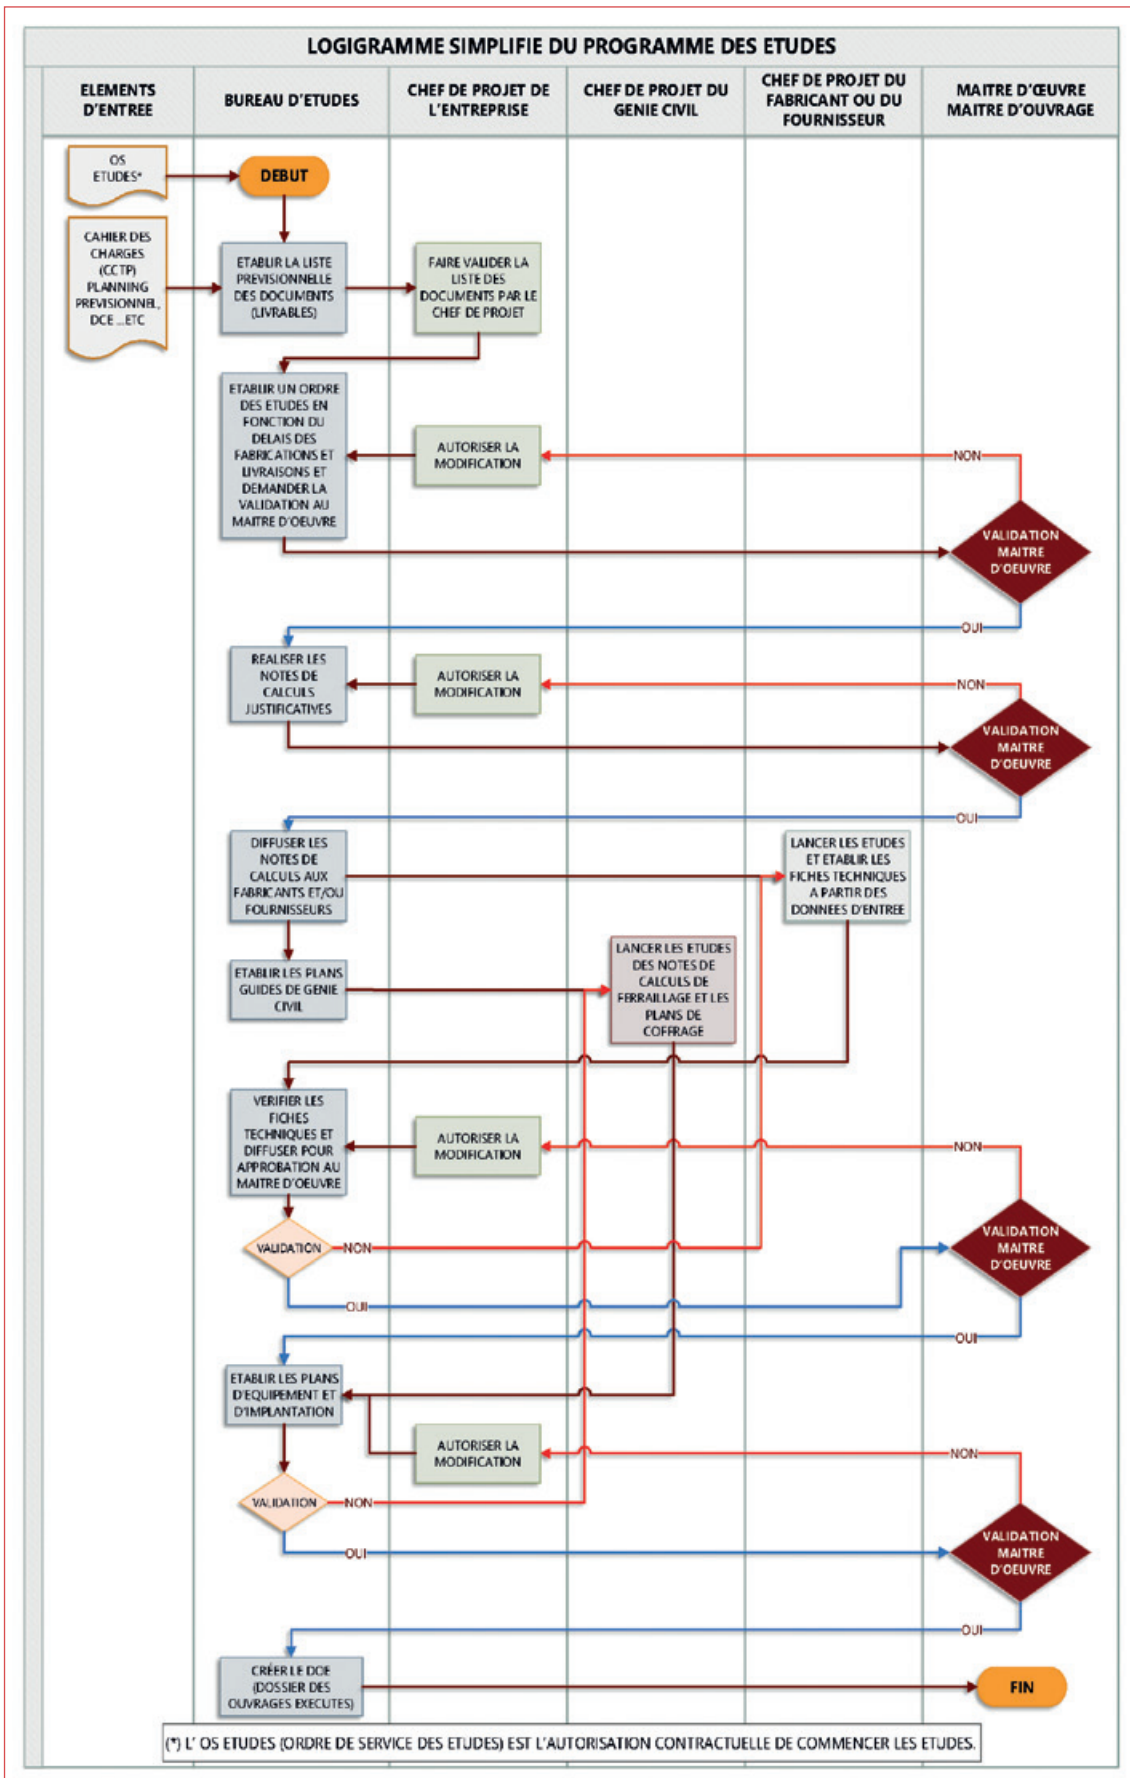 LOGIGRAMME SIMPLIFIE DU PROGRAMME DES ETUDES
ELEMENTS
D'ENTREE
BUREAU D'ETUDES
CHEF DE PROJET DE
L'ENTREPRISE
CHEF DE PROJET DU
GENIE CIVIL
CHEF DE PROJET DU
FABRICANT OU DU
FOURNISSEUR
MAITRE D'ŒUVRE
MAITRE D'OUVRAGE
OS
ETUDES*
DEBUT
CAHIER DES
CHARGES
(CCTP)
PLANNING
PREVISIONNEL,
DCE ...ETC
ETABLIR LA LISTE
PREVISIONNELLE
DES DOCUMENTS
(LIVRABLES)
FAIRE VALIDER LA
LISTE DES
DOCUMENTS PAR LE
CHEF DE PROJET
ETABLIR UN ORDRE
DES ETUDES EN
FONCTION DU
DELAIS DES
FABRICATIONS ET
LIVRAISONS ET
DEMANDER LA
VALIDATION AU
MAITRE D'OEUVRE
AUTORISER LA
MODIFICATION
NON
VALIDATION
MAITRE
D'OEUVRE
OUI
REALISER LES
NOTES DE
CALCULS
JUSTIFICATIVES
AUTORISER LA
MODIFICATION
NON
VALIDATION
MAITRE
D'OEUVRE
OUI
DIFFUSER LES
NOTES DE
CALCULS AUX
FABRICANTS ET/OU
FOURNISSEURS
LANCER LES ETUDES
ET ETABLIR LES
FICHES TECHNIQUES
A PARTIR DES
DONNEES D'ENTREE
ETABLIR LES PLANS
GUIDES DE GENIE
CIVIL
LANCER LES ETUDES
DES NOTES DE
CALCULS DE
FERRAILLAGE ET LES
PLANS DE
COFFRAGE
VERIFIER LES
FICHES
TECHNIQUES ET
DIFFUSER POUR
APPROBATION AU
MAITRE D'OEUVRE
AUTORISER LA
MODIFICATION
NON
VALIDATION
NON
VALIDATION
MAITRE
D'OEUVRE
OUI
OUI
ETABLIR LES PLANS
D'EQUIPEMENT ET
D'IMPLANTATION
AUTORISER LA
MODIFICATION
NON
VALIDATION
NON
VALIDATION
MAITRE
D'OEUVRE
OUI
OUI
CRÉER LE DOE
(DOSSIER DES
OUVRAGES EXECUTES)
FIN
(*) L' OS ETUDES (ORDRE DE SERVICE DES ETUDES) EST L'AUTORISATION CONTRACTUELLE DE COMMENCER LES ETUDES.